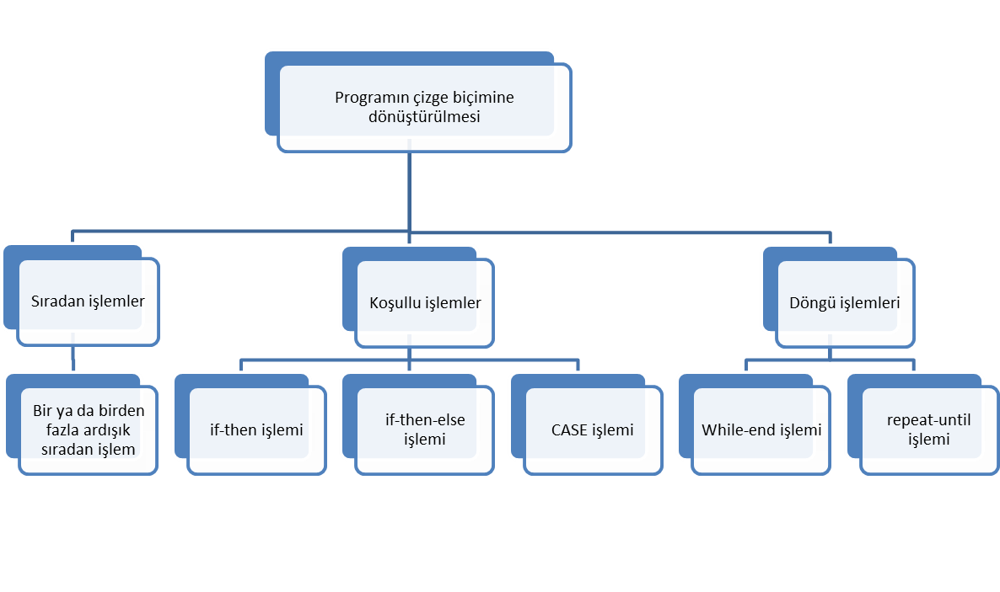 Programın çizge biçimine
dönüştürülmesi
Sıradan işlemler
Koşullu işlemler
Döngü işlemleri
Bir ya da birden
fazla ardışık
sıradan işlem
if-then işlemi
if-then-else
işlemi
CASE işlemi
While-end işlemi
repeat-until
işlemi